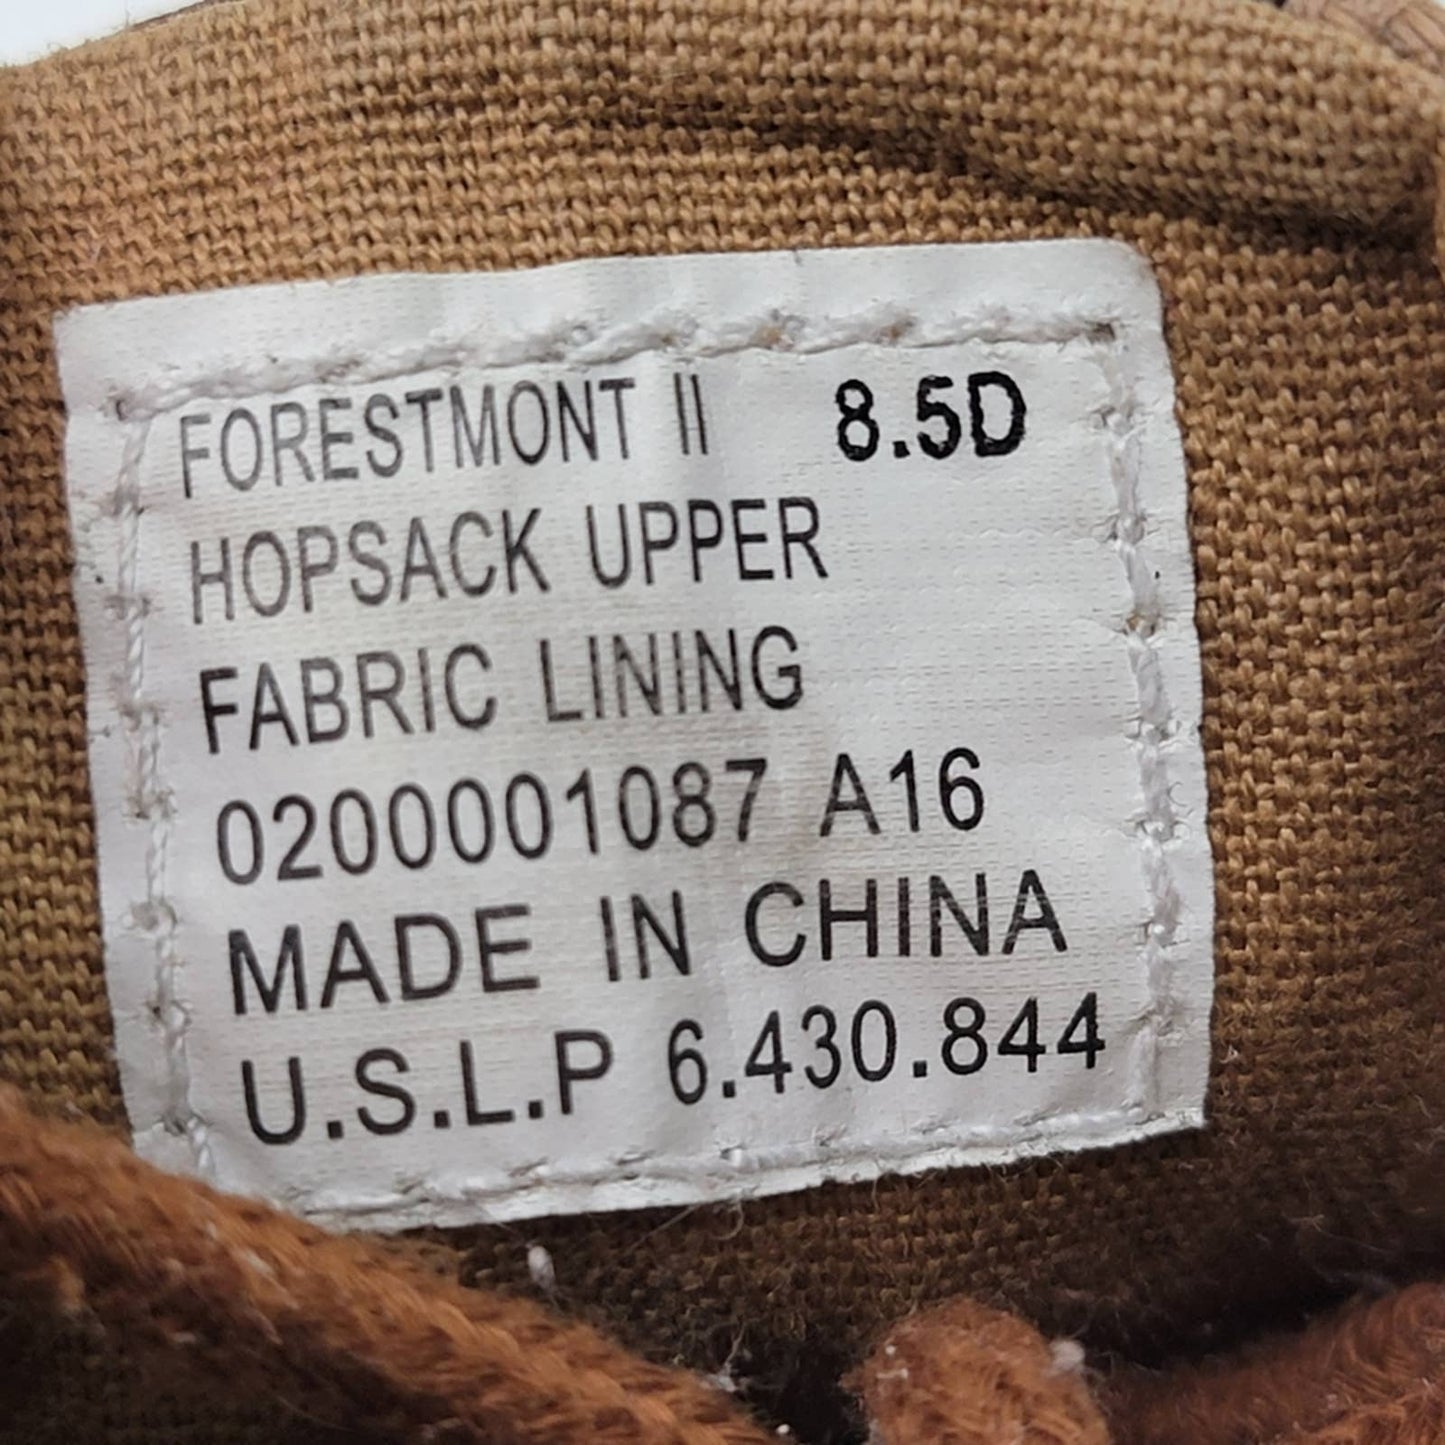 FORESTMONT II 8.5D
HOPSACK UPPER
FABRIC LINING
0200001087 A16
MADE IN CHINA
U.S.L.P 6.430.844